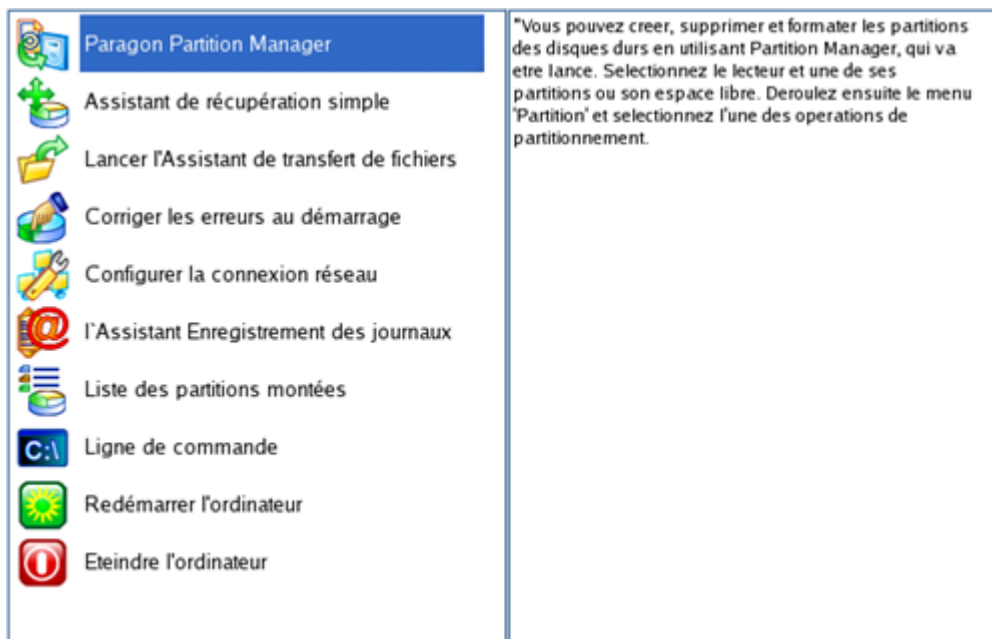 Paragon Partition Manager
Assistant de récupération simple
Lancer l'Assistant de transfert de fichiers
Corriger les erreurs au démarrage
Configurer la connexion réseau
l`Assistant Enregistrement des journaux
Liste des partitions montées
C:\
Ligne de commande
Redémarrer l'ordinateur
Eteindre l'ordinateur
"Vous pouvez creer, supprimer et formater les partitions
des disques durs en utilisant Partition Manager, qui va
etre lance. Selectionnez le lecteur et une de ses
partitions ou son espace libre. Deroulez ensuite le menu
'Partition' et selectionnez l'une des operations de
partitionnement.